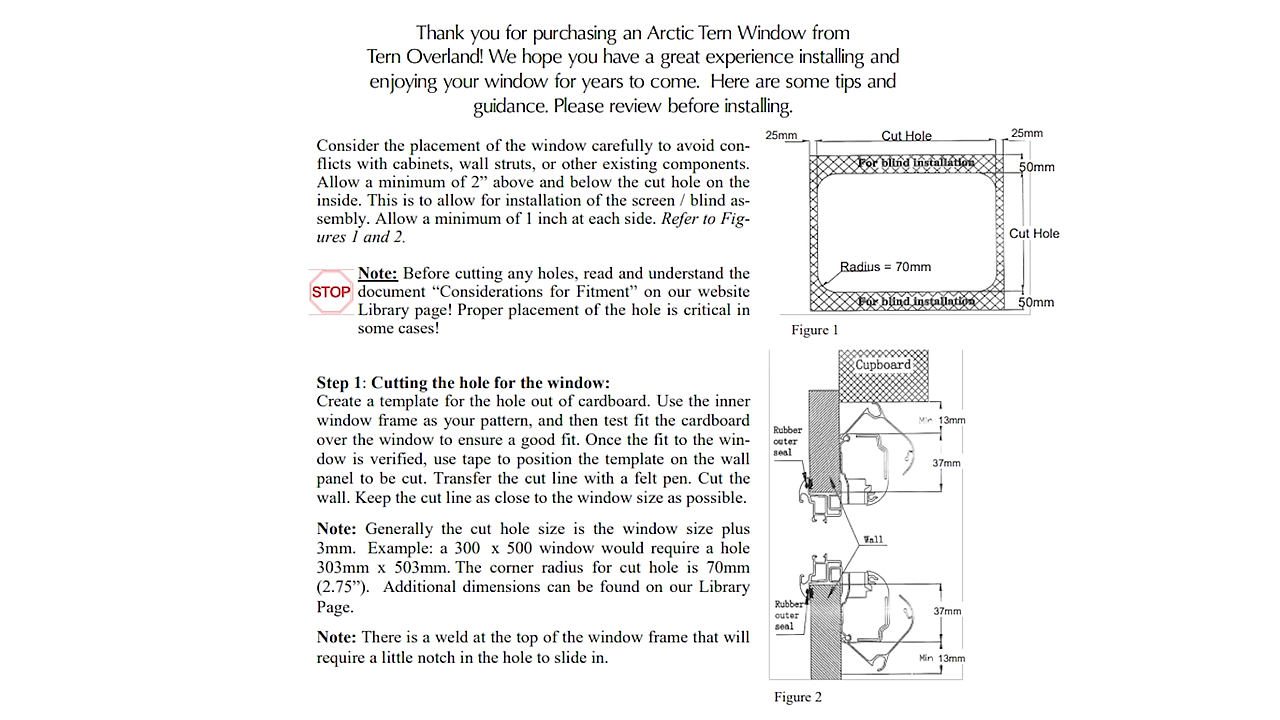 Thank you for purchasing an Arctic Tern Window from
Tern Overland! We hope you have a great experience installing and
enjoying your window for years to come.  Here are some tips and
guidance. Please review before installing.
Consider the placement of the window carefully to avoid con-
flicts with cabinets, wall struts, or other existing components.
Allow a minimum of 2” above and below the cut hole on the
inside. This is to allow for installation of the screen / blind as-
sembly. Allow a minimum of 1 inch at each side. Refer to Fig-
ures 1 and 2.
STOP
Note: Before cutting any holes, read and understand the
document “Considerations for Fitment” on our website
Library page! Proper placement of the hole is critical in
some cases!
Step 1: Cutting the hole for the window:
Create a template for the hole out of cardboard. Use the inner
window frame as your pattern, and then test fit the cardboard
over the window to ensure a good fit. Once the fit to the win-
dow is verified, use tape to position the template on the wall
panel to be cut. Transfer the cut line with a felt pen. Cut the
wall. Keep the cut line as close to the window size as possible.
Note: Generally the cut hole size is the window size plus
3mm.  Example: a 300  x 500 window would require a hole
303mm x 503mm. The corner radius for cut hole is 70mm
(2.75”).  Additional dimensions can be found on our Library
Page.
Note: There is a weld at the top of the window frame that will
require a little notch in the hole to slide in.
25mm
Cut Hole
25mm
For blind installation
50mm
Cut Hole
Radius = 70mm
For blind installation
50mm
Figure 1
Cupboard
Min 13mm
Rubber
outer
seal
37mm
Wall
Rubber
outer
seal
37mm
Min 13mm
Figure 2